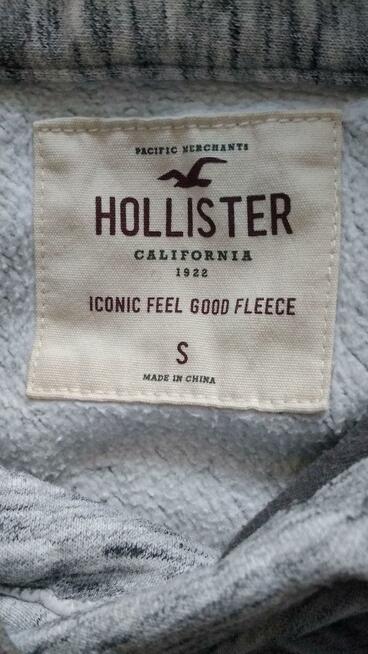 PACIFIC MERCHANTS
HOLLISTER
CALIFORNIA
1922
ICONIC FEEL GOOD FLEECE
S
MADE IN CHINA